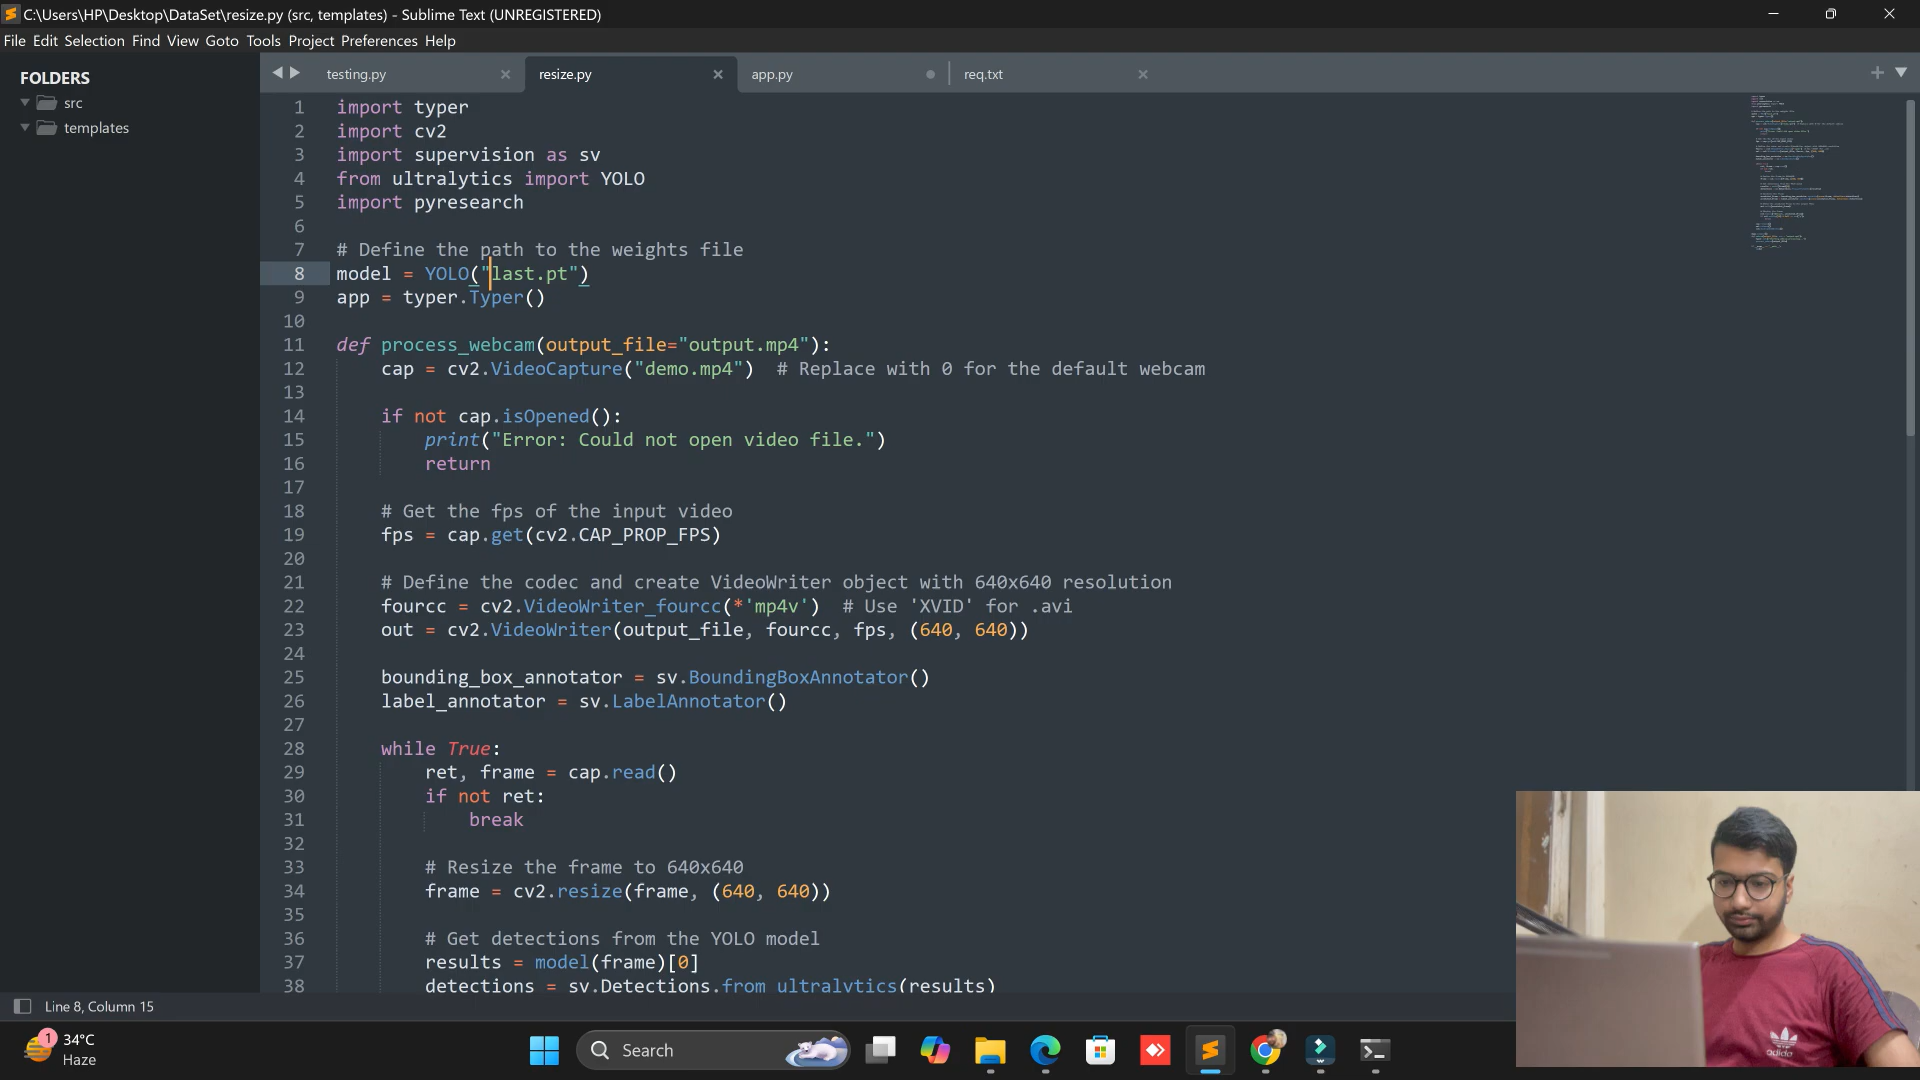 C:\Users\HP\Desktop\DataSet\resize.py (src, templates) - Sublime Text (UNREGISTERED)
File Edit Selection Find View Goto Tools Project Preferences Help
FOLDERS
src
templates
testing.py
resize.py
app.py
req.txt
1 import typer
2 import cv2
3 import supervision as sv
4 from ultralytics import YOLO
5 import pyresearch
6
7 # Define the path to the weights file
8 model = YOLO("last.pt")
9 app = typer.Typer()
10
11 def process_webcam(output_file="output.mp4"):
12     cap = cv2.VideoCapture("demo.mp4")  # Replace with 0 for the default webcam
13
14     if not cap.isOpened():
15         print("Error: Could not open video file.")
16         return
17
18     # Get the fps of the input video
19     fps = cap.get(cv2.CAP_PROP_FPS)
20
21     # Define the codec and create VideoWriter object with 640x640 resolution
22     fourcc = cv2.VideoWriter_fourcc(*'mp4v')  # Use 'XVID' for .avi
23     out = cv2.VideoWriter(output_file, fourcc, fps, (640, 640))
24
25     bounding_box_annotator = sv.BoundingBoxAnnotator()
26     label_annotator = sv.LabelAnnotator()
27
28     while True:
29         ret, frame = cap.read()
30         if not ret:
31             break
32
33         # Resize the frame to 640x640
34         frame = cv2.resize(frame, (640, 640))
35
36         # Get detections from the YOLO model
37         results = model(frame)[0]
38         detections = sv.Detections.from_ultralytics(results)
Line 8, Column 15
1
34°C
Haze
Search
adidas